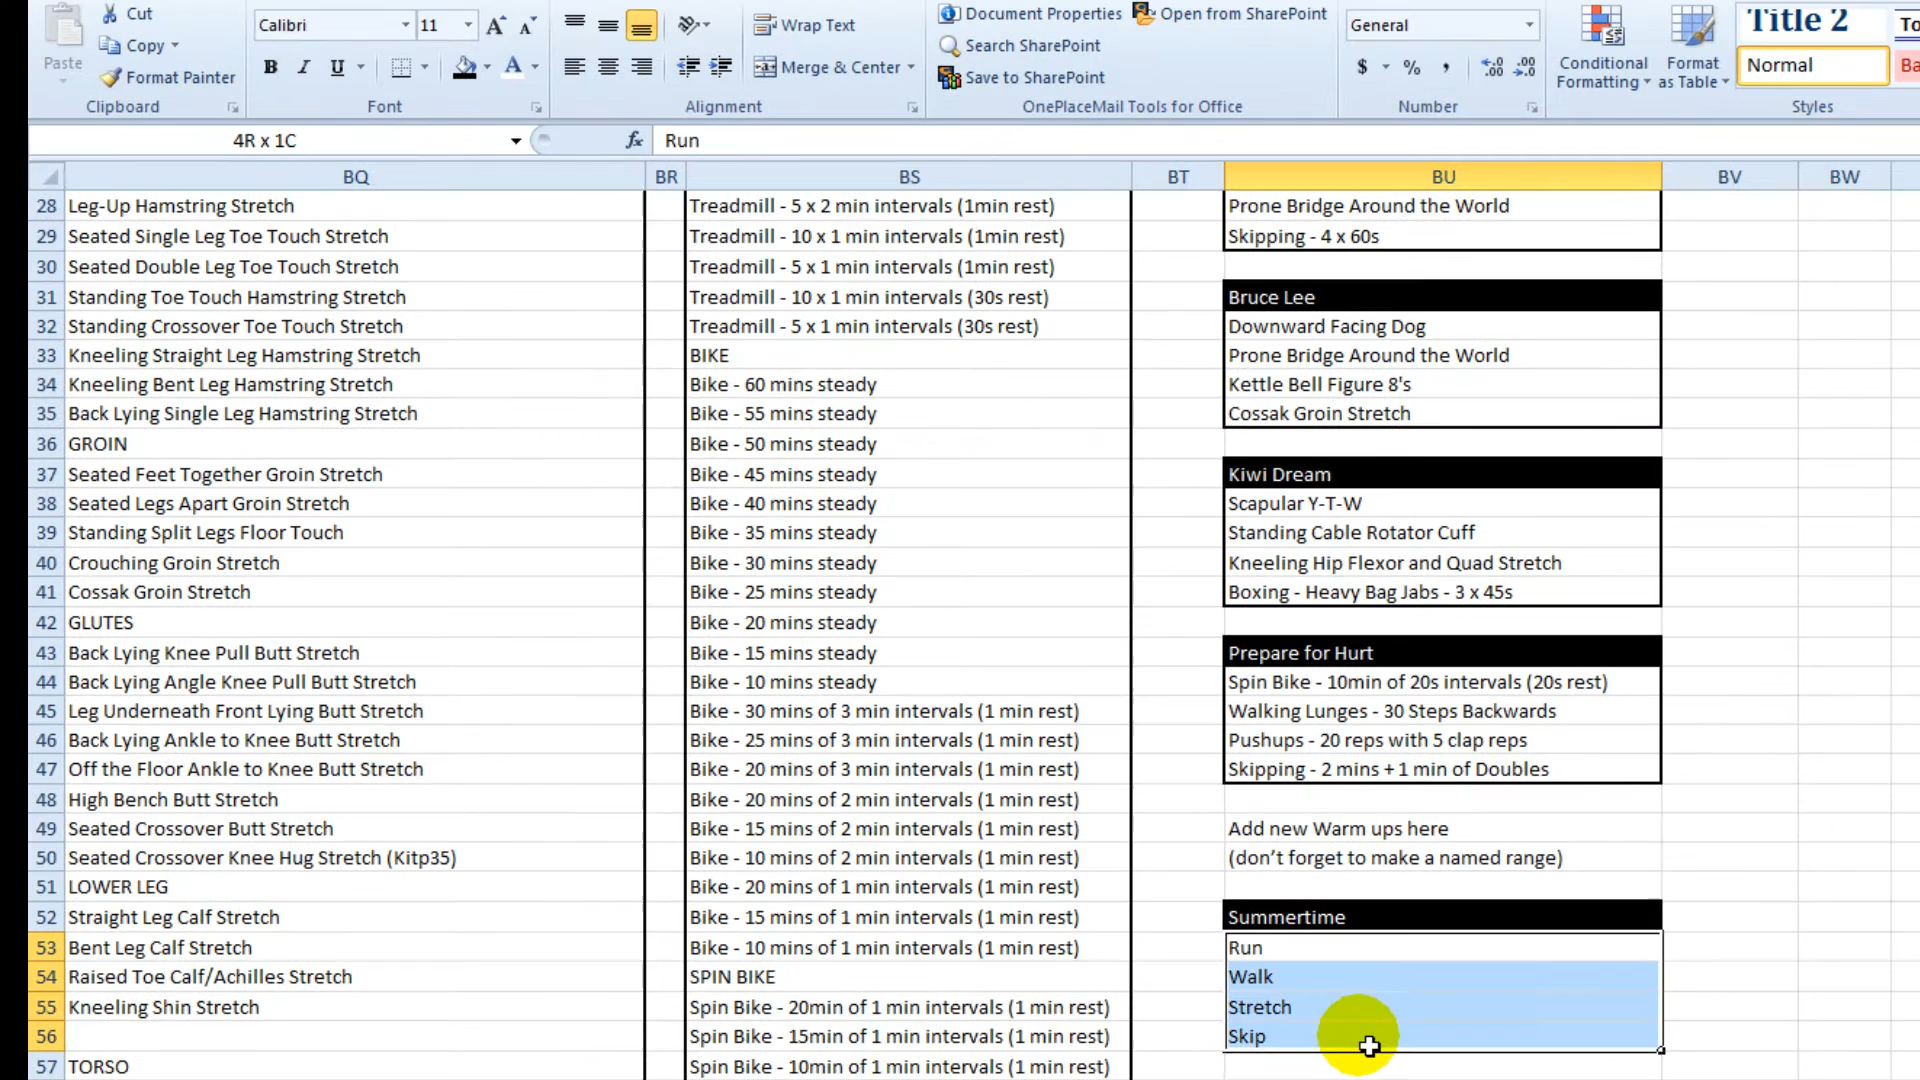 Cut
Document Properties
Open from SharePoint
Title 2
To
Calibri
11
Wrap Text
General
Paste
Copy
Search SharePoint
Conditional Formatting
Format as Table
Normal
Ba
Format Painter
B I U
A
Merge & Center
Save to SharePoint
$ % ,
Clipboard
Font
Alignment
OnePlaceMail Tools for Office
Number
Styles
4R x 1C
fx
Run
BQ BR BS BT BU BV BW
28 Leg-Up Hamstring Stretch Treadmill - 5 x 2 min intervals (1min rest) Prone Bridge Around the World
29 Seated Single Leg Toe Touch Stretch Treadmill - 10 x 1 min intervals (1min rest) Skipping - 4 x 60s
30 Seated Double Leg Toe Touch Stretch Treadmill - 5 x 1 min intervals (1min rest)
31 Standing Toe Touch Hamstring Stretch Treadmill - 10 x 1 min intervals (30s rest) Bruce Lee
32 Standing Crossover Toe Touch Stretch Treadmill - 5 x 1 min intervals (30s rest) Downward Facing Dog
33 Kneeling Straight Leg Hamstring Stretch BIKE Prone Bridge Around the World
34 Kneeling Bent Leg Hamstring Stretch Bike - 60 mins steady Kettle Bell Figure 8's
35 Back Lying Single Leg Hamstring Stretch Bike - 55 mins steady Cossak Groin Stretch
36 GROIN Bike - 50 mins steady
37 Seated Feet Together Groin Stretch Bike - 45 mins steady Kiwi Dream
38 Seated Legs Apart Groin Stretch Bike - 40 mins steady Scapular Y-T-W
39 Standing Split Legs Floor Touch Bike - 35 mins steady Standing Cable Rotator Cuff
40 Crouching Groin Stretch Bike - 30 mins steady Kneeling Hip Flexor and Quad Stretch
41 Cossak Groin Stretch Bike - 25 mins steady Boxing - Heavy Bag Jabs - 3 x 45s
42 GLUTES Bike - 20 mins steady
43 Back Lying Knee Pull Butt Stretch Bike - 15 mins steady Prepare for Hurt
44 Back Lying Angle Knee Pull Butt Stretch Bike - 10 mins steady Spin Bike - 10min of 20s intervals (20s rest)
45 Leg Underneath Front Lying Butt Stretch Bike - 30 mins of 3 min intervals (1 min rest) Walking Lunges - 30 Steps Backwards
46 Back Lying Ankle to Knee Butt Stretch Bike - 25 mins of 3 min intervals (1 min rest) Pushups - 20 reps with 5 clap reps
47 Off the Floor Ankle to Knee Butt Stretch Bike - 20 mins of 3 min intervals (1 min rest) Skipping - 2 mins + 1 min of Doubles
48 High Bench Butt Stretch Bike - 20 mins of 2 min intervals (1 min rest)
49 Seated Crossover Butt Stretch Bike - 15 mins of 2 min intervals (1 min rest) Add new Warm ups here
50 Seated Crossover Knee Hug Stretch (Kitp35) Bike - 10 mins of 2 min intervals (1 min rest) (don't forget to make a named range)
51 LOWER LEG Bike - 20 mins of 1 min intervals (1 min rest)
52 Straight Leg Calf Stretch Bike - 15 mins of 1 min intervals (1 min rest) Summertime
53 Bent Leg Calf Stretch Bike - 10 mins of 1 min intervals (1 min rest) Run
54 Raised Toe Calf/Achilles Stretch SPIN BIKE Walk
55 Kneeling Shin Stretch Spin Bike - 20min of 1 min intervals (1 min rest) Stretch
56 Spin Bike - 15min of 1 min intervals (1 min rest) Skip
57 TORSO Spin Bike - 10min of 1 min intervals (1 min rest)